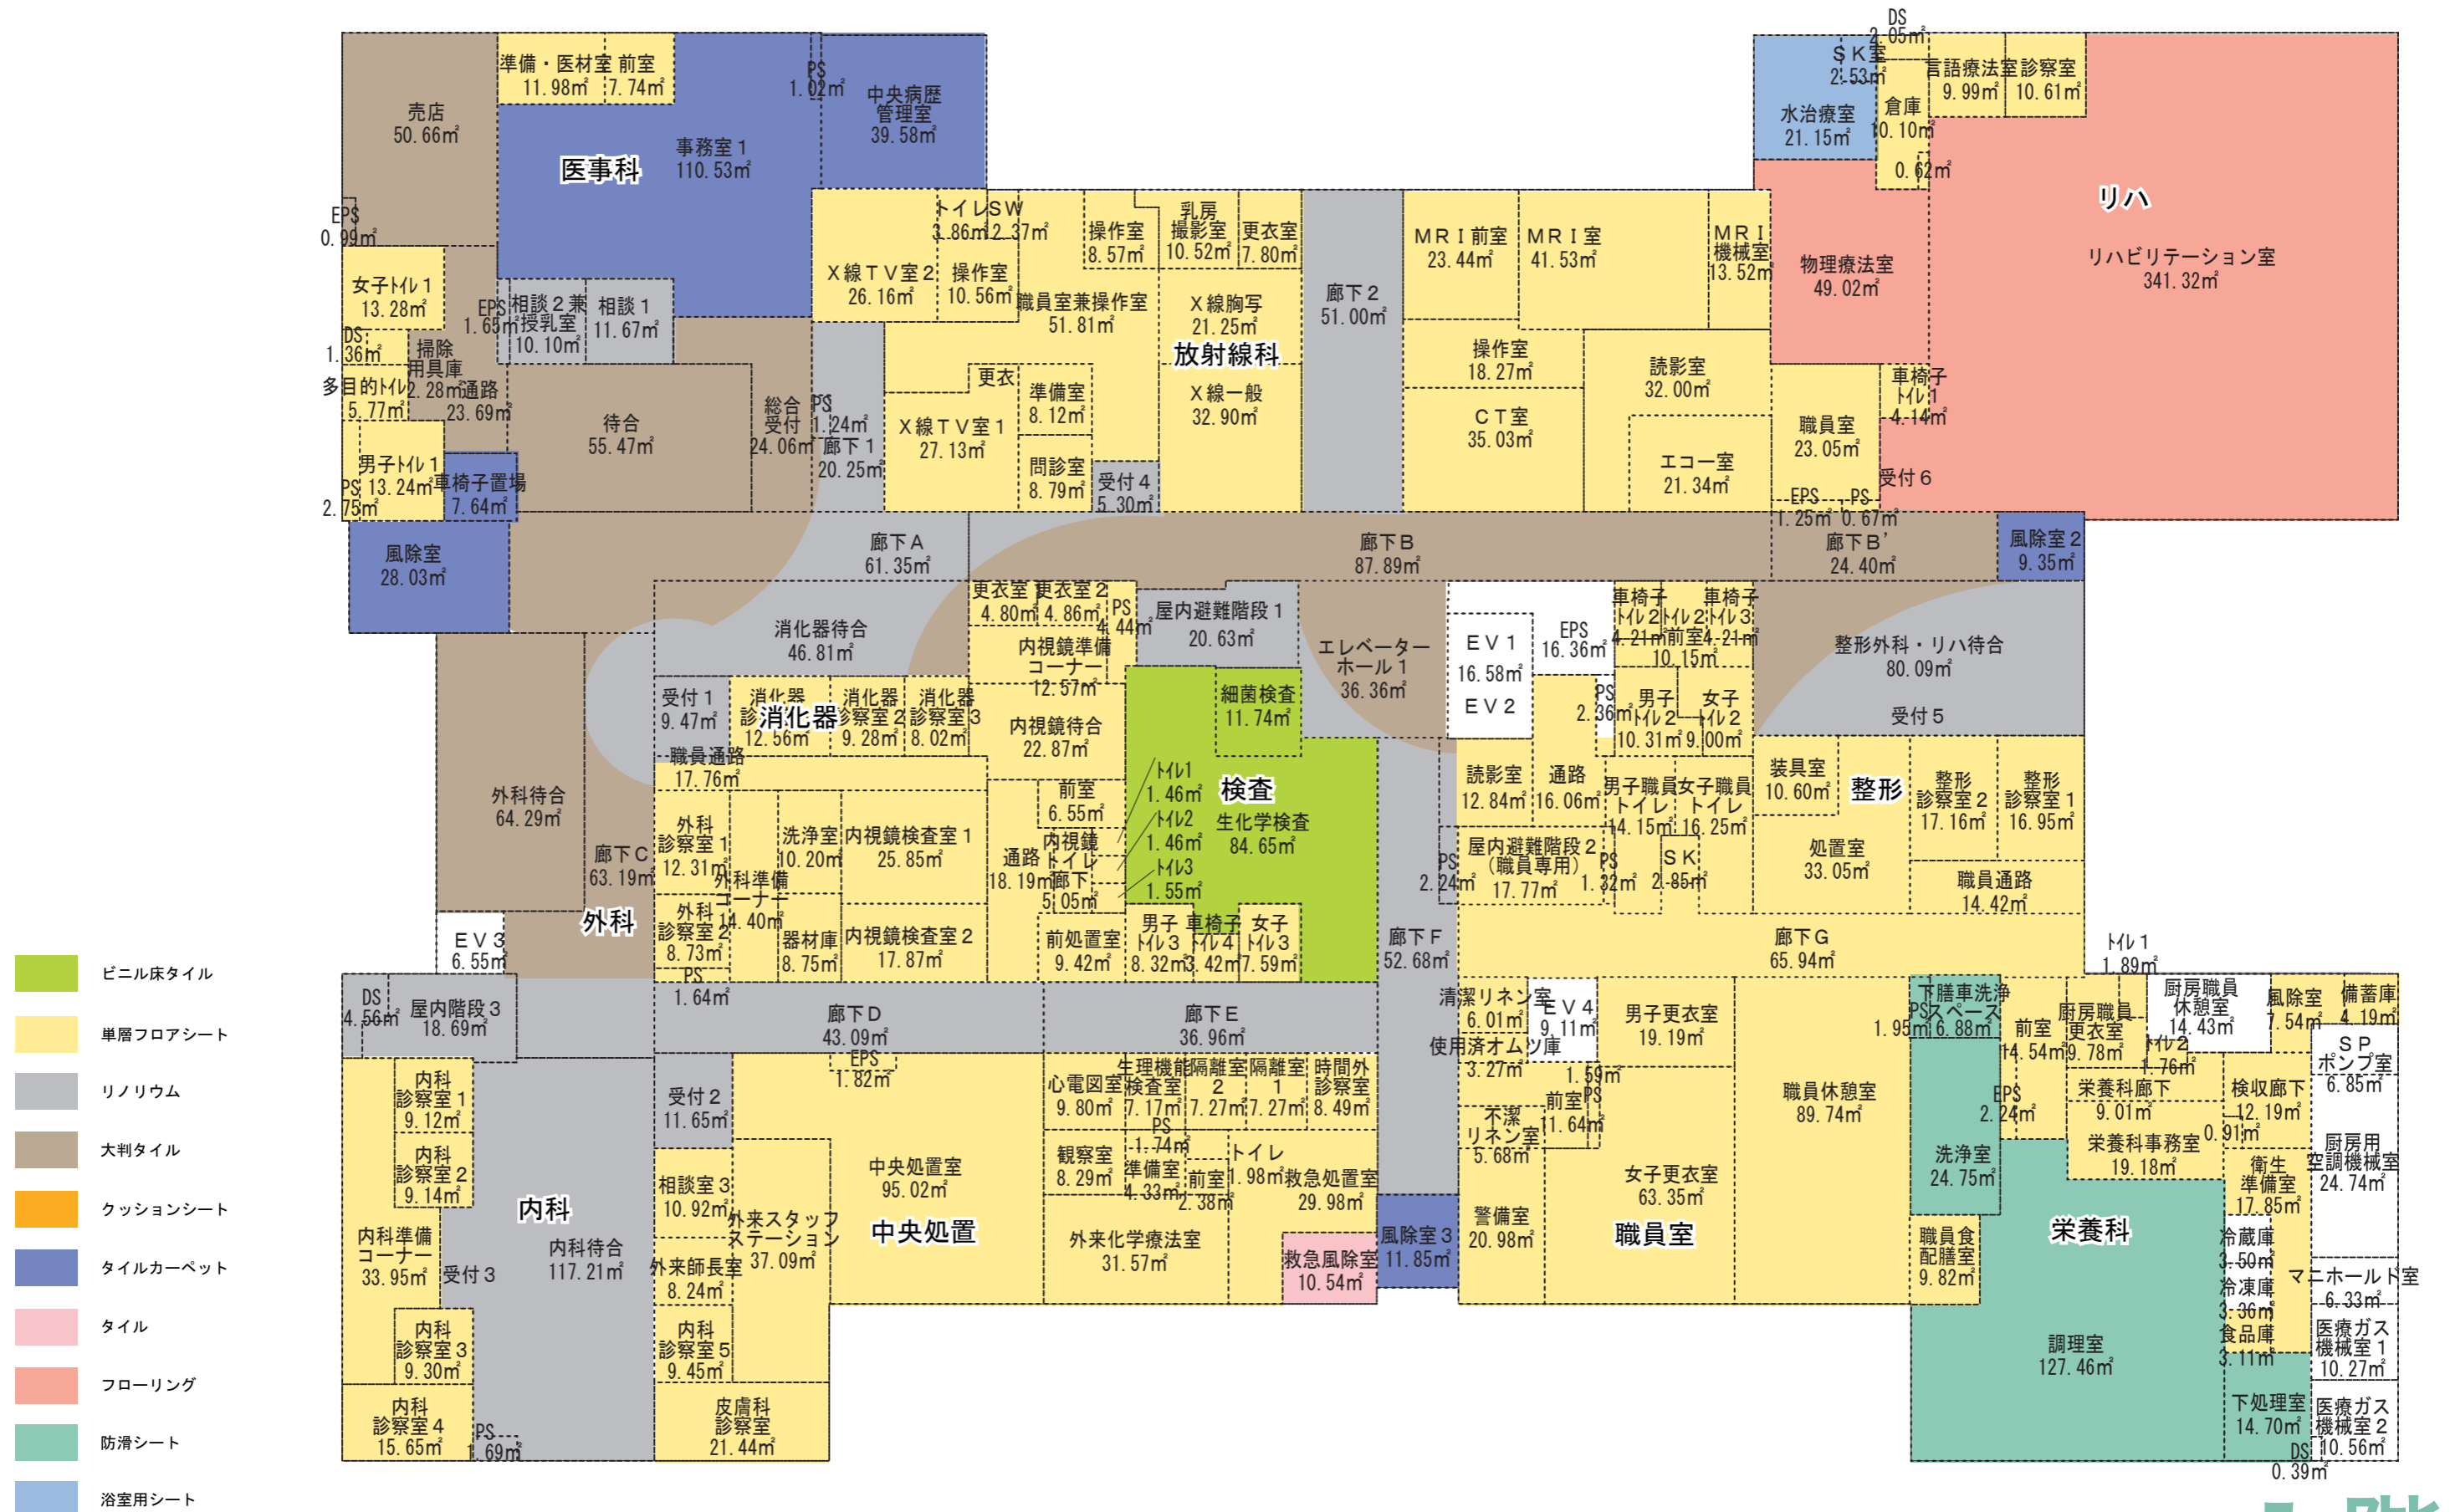 売店
50.66㎡
準備・医材室
11.98㎡
前室
7.74㎡
医事科
事務室１
110.53㎡
PS
1.02㎡
中央病歴
管理室
39.58㎡
EPS
0.99㎡
女子ﾄｲﾚ１
13.28㎡
DS
1.36㎡
多目的ﾄｲﾚ
5.77㎡
掃除
用具庫
2.28㎡
通路
23.69㎡
男子ﾄｲﾚ１
13.24㎡
PS
2.75㎡
車椅子置場
7.64㎡
風除室
28.03㎡
EPS
1.65㎡
相談２兼
授乳室
10.10㎡
相談１
11.67㎡
待合
55.47㎡
総合
受付
24.06㎡
PS
1.24㎡
廊下１
20.25㎡
Ｘ線ＴＶ室２
26.16㎡
トイレ
3.86㎡
SW
2.37㎡
操作室
10.56㎡
職員室兼操作室
51.81㎡
操作室
8.57㎡
乳房
撮影室
10.52㎡
更衣室
7.80㎡
Ｘ線胸写
21.25㎡
放射線科
Ｘ線一般
32.90㎡
更衣
準備室
8.12㎡
Ｘ線ＴＶ室１
27.13㎡
問診室
8.79㎡
受付４
5.30㎡
廊下２
51.00㎡
ＭＲＩ前室
23.44㎡
ＭＲＩ室
41.53㎡
ＭＲＩ
機械室
13.52㎡
操作室
18.27㎡
ＣＴ室
35.03㎡
読影室
32.00㎡
エコー室
21.34㎡
DS
2.05㎡
ＳＫ室
2.53㎡
水治療室
21.15㎡
倉庫
10.10㎡
0.62㎡
言語療法室
9.99㎡
診察室
10.61㎡
リハ
リハビリテーション室
341.32㎡
物理療法室
49.02㎡
車椅子
トイレ1
4.14㎡
職員室
23.05㎡
受付６
EPS
1.25㎡
PS
0.67㎡
廊下Ａ
61.35㎡
廊下Ｂ
87.89㎡
廊下Ｂ’
24.40㎡
風除室２
9.35㎡
消化器待合
46.81㎡
更衣室１
4.80㎡
更衣室２
4.86㎡
PS
4.44㎡
内視鏡準備
コーナー
12.57㎡
屋内避難階段１
20.63㎡
エレベーター
ホール１
36.36㎡
ＥＶ１
16.58㎡
ＥＶ２
EPS
16.36㎡
車椅子
ﾄｲﾚ２
4.21㎡
ﾄｲﾚ２
前室
10.15㎡
車椅子
ﾄｲﾚ３
4.21㎡
整形外科・リハ待合
80.09㎡
受付５
受付１
9.47㎡
消化器
診察室１
12.56㎡
消化器
消化器
診察室２
9.28㎡
消化器
診察室３
8.02㎡
内視鏡待合
22.87㎡
細菌検査
11.74㎡
検査
生化学検査
84.65㎡
ﾄｲﾚ1
1.46㎡
ﾄｲﾚ2
1.46㎡
ﾄｲﾚ3
1.55㎡
PS
2.36㎡
男子
ﾄｲﾚ２
10.31㎡
女子
ﾄｲﾚ２
9.00㎡
職員通路
17.76㎡
外科待合
64.29㎡
廊下Ｃ
63.19㎡
外科
外科
診察室１
12.31㎡
外科
診察室２
8.73㎡
PS
1.64㎡
外科準備
コーナー
14.40㎡
洗浄室
10.20㎡
器材庫
8.75㎡
内視鏡検査室１
25.85㎡
内視鏡検査室２
17.87㎡
通路
18.19㎡
前室
6.55㎡
内視鏡
トイレ
廊下
5.05㎡
前処置室
9.42㎡
男子
ﾄｲﾚ３
8.32㎡
車椅子
ﾄｲﾚ４
3.42㎡
女子
ﾄｲﾚ３
7.59㎡
廊下Ｆ
52.68㎡
PS
2.24㎡
読影室
12.84㎡
通路
16.06㎡
屋内避難階段２
（職員専用）
17.77㎡
PS
1.32㎡
男子職員
トイレ
14.15㎡
女子職員
トイレ
16.25㎡
ＳＫ
2.85㎡
装具室
10.60㎡
整形
処置室
33.05㎡
整形
診察室２
17.16㎡
整形
診察室１
16.95㎡
職員通路
14.42㎡
廊下Ｇ
65.94㎡
ＥＶ３
6.55㎡
DS
4.56㎡
屋内階段３
18.69㎡
廊下Ｄ
43.09㎡
廊下Ｅ
36.96㎡
内科
診察室１
9.12㎡
内科
診察室２
9.14㎡
内科準備
コーナー
33.95㎡
受付３
内科
内科待合
117.21㎡
内科
診察室３
9.30㎡
内科
診察室４
15.65㎡
PS
1.69㎡
受付２
11.65㎡
EPS
1.82㎡
相談室３
10.92㎡
外来スタッフ
ステーション
37.09㎡
外来師長室
8.24㎡
内科
診察室５
9.45㎡
皮膚科
診察室
21.44㎡
中央処置室
95.02㎡
中央処置
心電図室
9.80㎡
生理機能
検査室
7.17㎡
隔離室
２
7.27㎡
隔離室
１
7.27㎡
時間外
診察室
8.49㎡
観察室
8.29㎡
PS
1.74㎡
準備室
4.33㎡
前室
2.38㎡
トイレ
1.98㎡
救急処置室
29.98㎡
外来化学療法室
31.57㎡
救急風除室
10.54㎡
風除室３
11.85㎡
清潔リネン室
6.01㎡
ＥＶ４
9.11㎡
使用済オムツ庫
3.27㎡
不潔
リネン室
5.68㎡
前室
11.64㎡
PS
1.59㎡
男子更衣室
19.19㎡
女子更衣室
63.35㎡
職員休憩室
89.74㎡
警備室
20.98㎡
職員室
PS
1.95㎡
下膳車洗浄
スペース
6.88㎡
洗浄室
24.75㎡
職員食
配膳室
9.82㎡
前室
14.54㎡
EPS
2.24㎡
厨房職員
更衣室
9.78㎡
ﾄｲﾚ１
1.89㎡
ﾄｲﾚ２
1.76㎡
厨房職員
休憩室
14.43㎡
風除室
7.54㎡
備蓄庫
4.19㎡
ＳＰ
ポンプ室
6.85㎡
栄養科廊下
9.01㎡
栄養科事務室
19.18㎡
検収廊下
12.19㎡
0.91㎡
衛生
準備室
17.85㎡
厨房用
空調機械室
24.74㎡
栄養科
冷蔵庫
3.50㎡
冷凍庫
3.36㎡
食品庫
3.11㎡
マニホールド室
6.33㎡
調理室
127.46㎡
下処理室
14.70㎡
医療ガス
機械室１
10.27㎡
医療ガス
機械室２
10.56㎡
DS
0.39㎡
ビニル床タイル
単層フロアシート
リノリウム
大判タイル
クッションシート
タイルカーペット
タイル
フローリング
防滑シート
浴室用シート